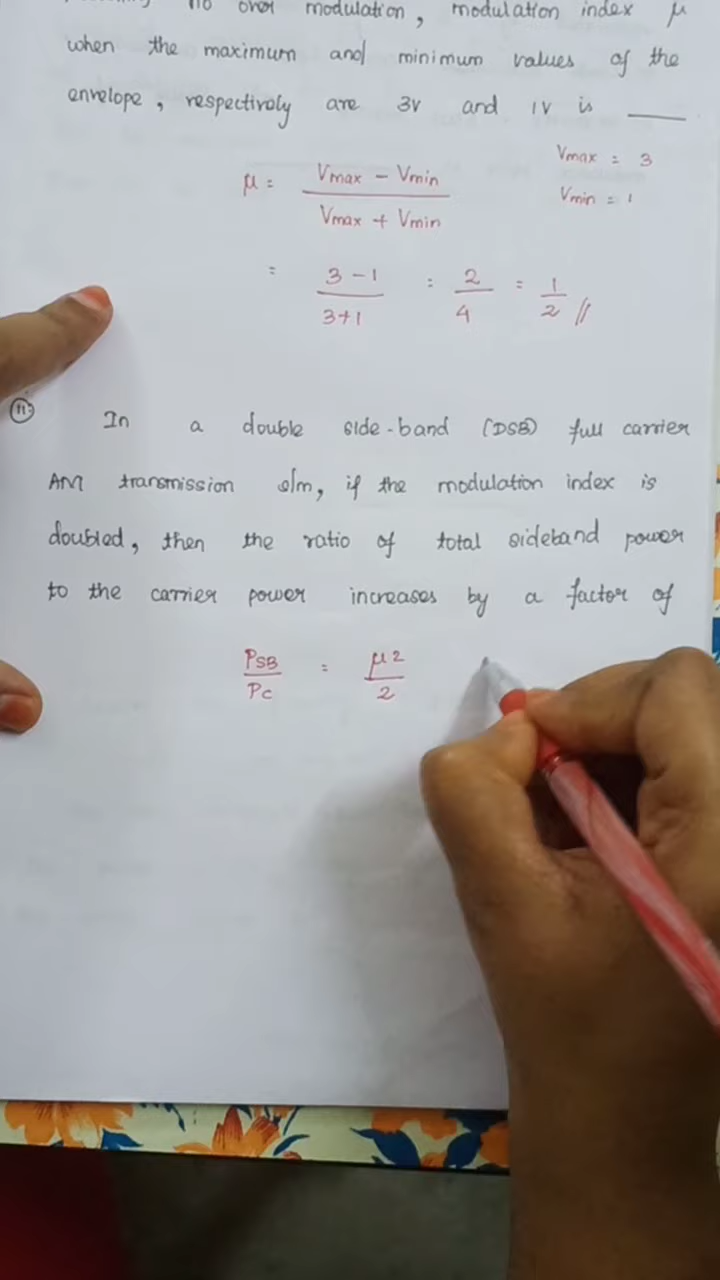 no over modulation, modulation index μ
when the maximum and minimum values of the
envelope, respectively are 3V and 1V is ____
Vmax = 3
Vmin = 1
μ = Vmax - Vmin / Vmax + Vmin
= 3-1 / 3+1 = 2/4 = 1/2 //
11) In a double side-band (DSB) full carrier
AM transmission s/m, if the modulation index is
doubled, then the ratio of total sideband power
to the carrier power increases by a factor of
PSB/PC = μ2/2